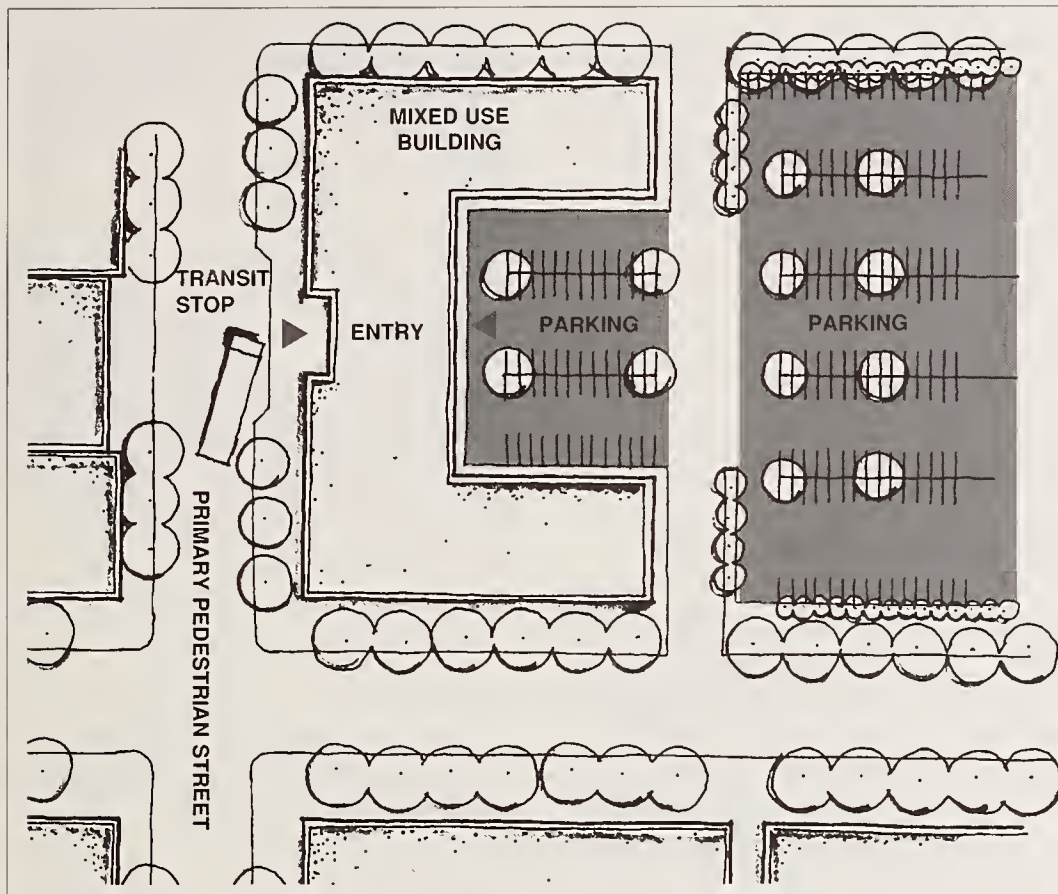 MIXED USE
BUILDING
TRANSIT
STOP
ENTRY
PARKING
PARKING
PRIMARY PEDESTRIAN STREET